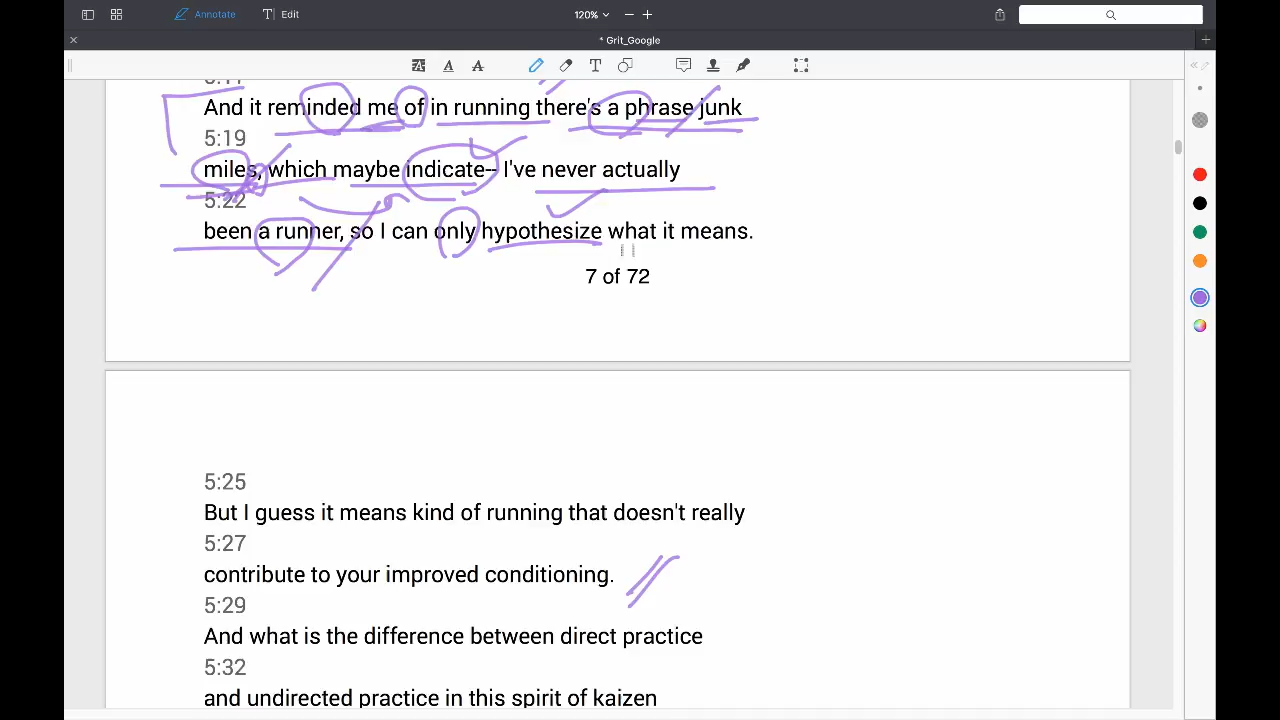 Annotate
Edit
120%
* Grit_Google
And it reminded me of in running there's a phrase junk
5:19
miles, which maybe indicate-- I've never actually
5:22
been a runner, so I can only hypothesize what it means.
7 of 72
5:25
But I guess it means kind of running that doesn't really
5:27
contribute to your improved conditioning.
5:29
And what is the difference between direct practice
5:32
and undirected practice in this spirit of kaizen